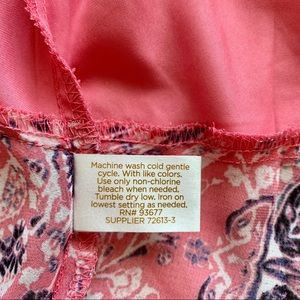 Machine wash cold gentle
cycle. With like colors.
Use only non-chlorine
bleach when needed.
Tumble dry low. Iron on
lowest setting as needed.
RN# 93677
SUPPLIER 72613-3